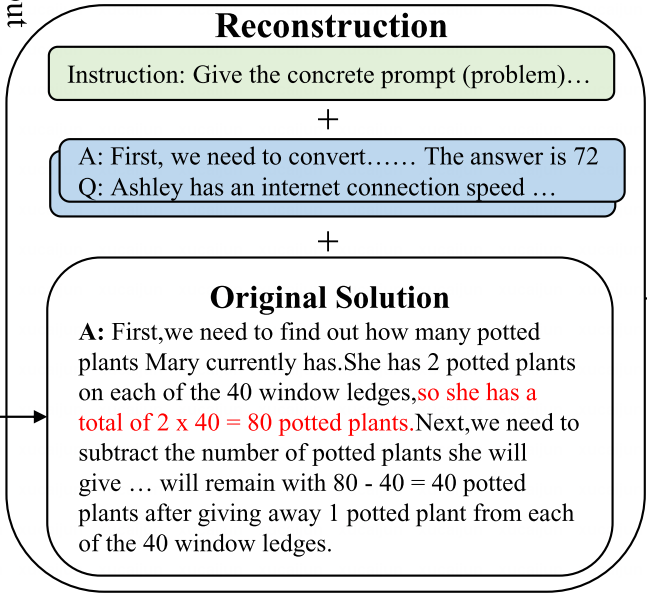 Reconstruction
Instruction: Give the concrete prompt (problem)…
+
A: First, we need to convert…… The answer is 72
Q: Ashley has an internet connection speed …
+
Original Solution
A: First,we need to find out how many potted
plants Mary currently has.She has 2 potted plants
on each of the 40 window ledges,so she has a
total of 2 x 40 = 80 potted plants.Next,we need to
subtract the number of potted plants she will
give … will remain with 80 - 40 = 40 potted
plants after giving away 1 potted plant from each
of the 40 window ledges.